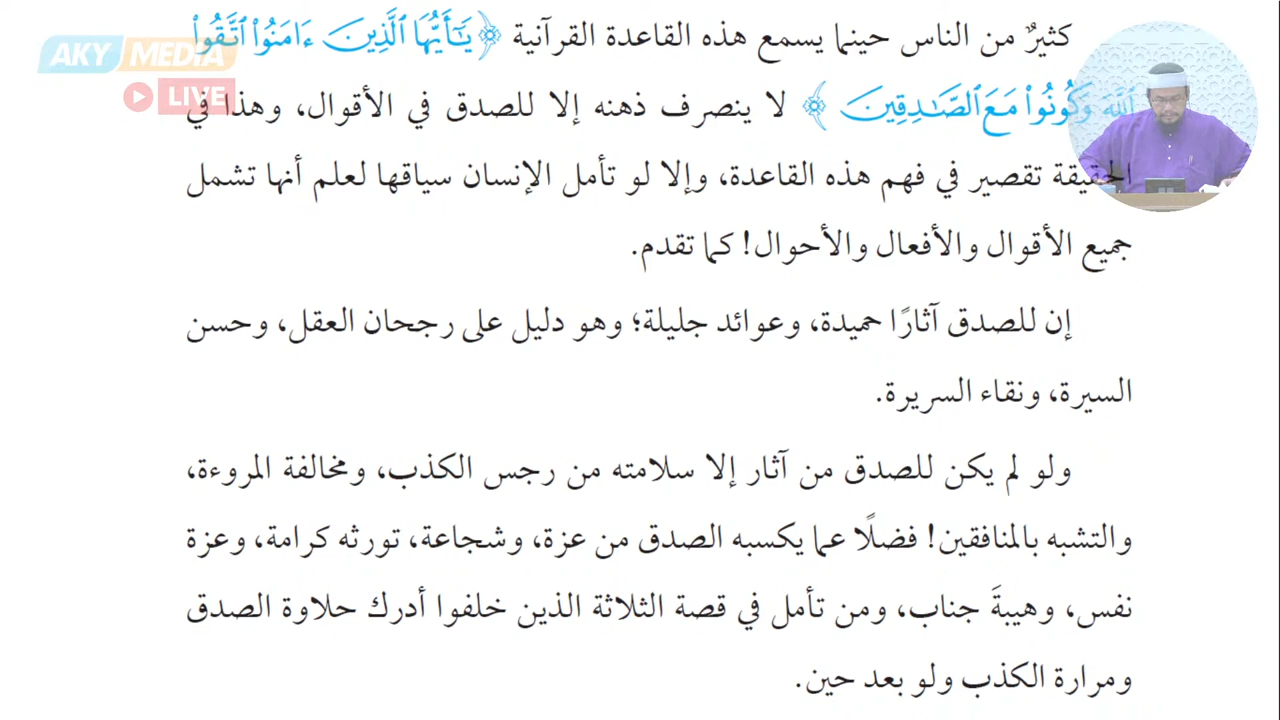 AKY MEDIA
LIVE
كثيرٌ من الناس حينما يسمع هذه القاعدة القرآنية ﴿يَٰٓأَيُّهَا ٱلَّذِينَ ءَامَنُوا۟ ٱتَّقُوا۟
ٱللَّهَ وَكُونُوا۟ مَعَ ٱلصَّٰدِقِينَ﴾ لا ينصرف ذهنه إلا للصدق في الأقوال، وهذا في
الحقيقة تقصير في فهم هذه القاعدة، وإلا لو تأمل الإنسان سياقها لعلم أنها تشمل
جميع الأقوال والأفعال والأحوال! كما تقدم.
إن للصدق آثارًا حميدة، وعوائد جليلة؛ وهو دليل على رجحان العقل، وحسن
السيرة، ونقاء السريرة.
ولو لم يكن للصدق من آثار إلا سلامته من رجس الكذب، ومخالفة المروءة،
والتشبه بالمنافقين! فضلًا عما يكسبه الصدق من عزة، وشجاعة، تورثه كرامة، وعزة
نفس، وهيبةَ جناب، ومن تأمل في قصة الثلاثة الذين خلفوا أدرك حلاوة الصدق
ومرارة الكذب ولو بعد حين.